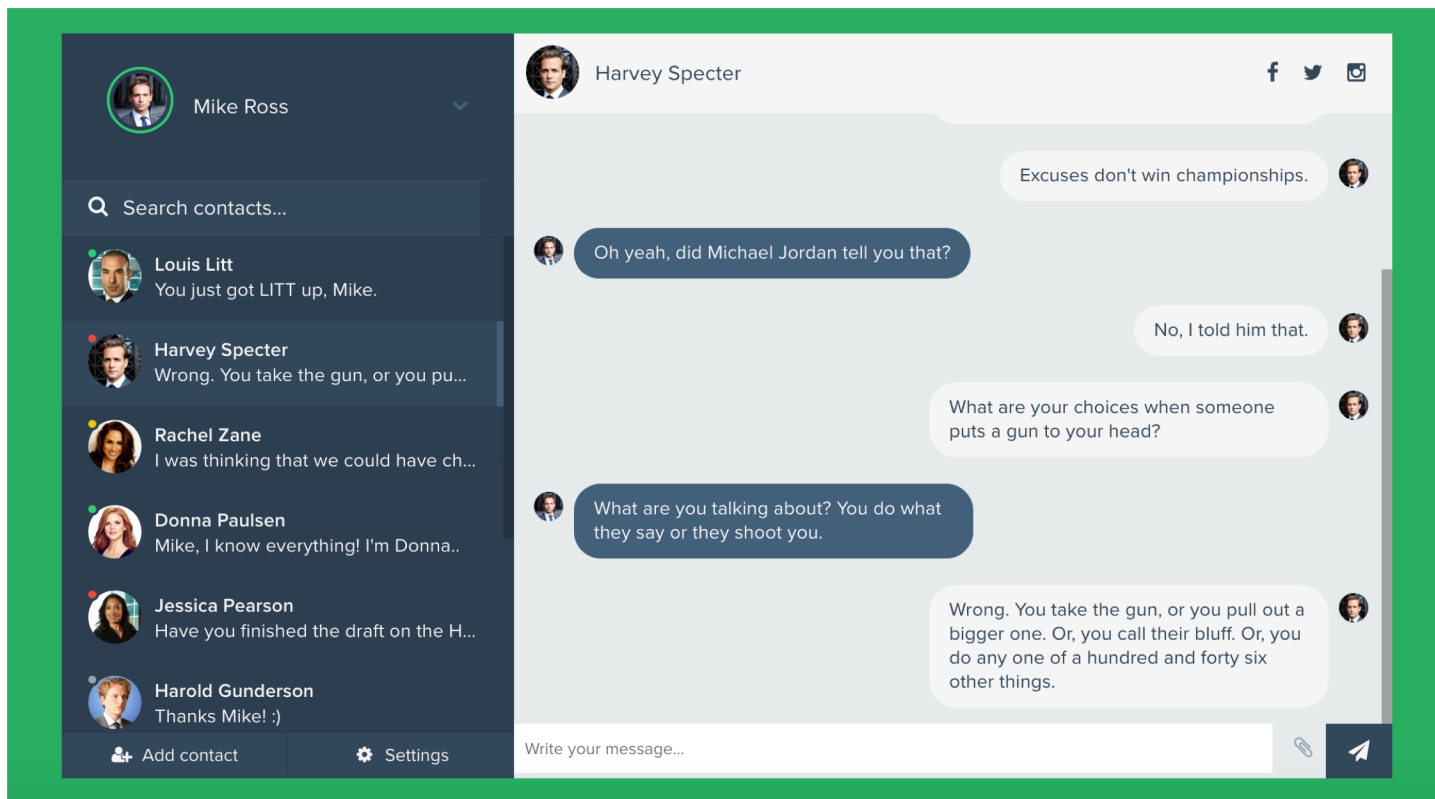 Mike Ross
Search contacts...
Louis Litt
You just got LITT up, Mike.
Harvey Specter
Wrong. You take the gun, or you pu...
Rachel Zane
I was thinking that we could have ch...
Donna Paulsen
Mike, I know everything! I'm Donna..
Jessica Pearson
Have you finished the draft on the H...
Harold Gunderson
Thanks Mike! :)
Add contact
Settings
Harvey Specter
Excuses don't win championships.
Oh yeah, did Michael Jordan tell you that?
No, I told him that.
What are your choices when someone
puts a gun to your head?
What are you talking about? You do what
they say or they shoot you.
Wrong. You take the gun, or you pull out a
bigger one. Or, you call their bluff. Or, you
do any one of a hundred and forty six
other things.
Write your message...